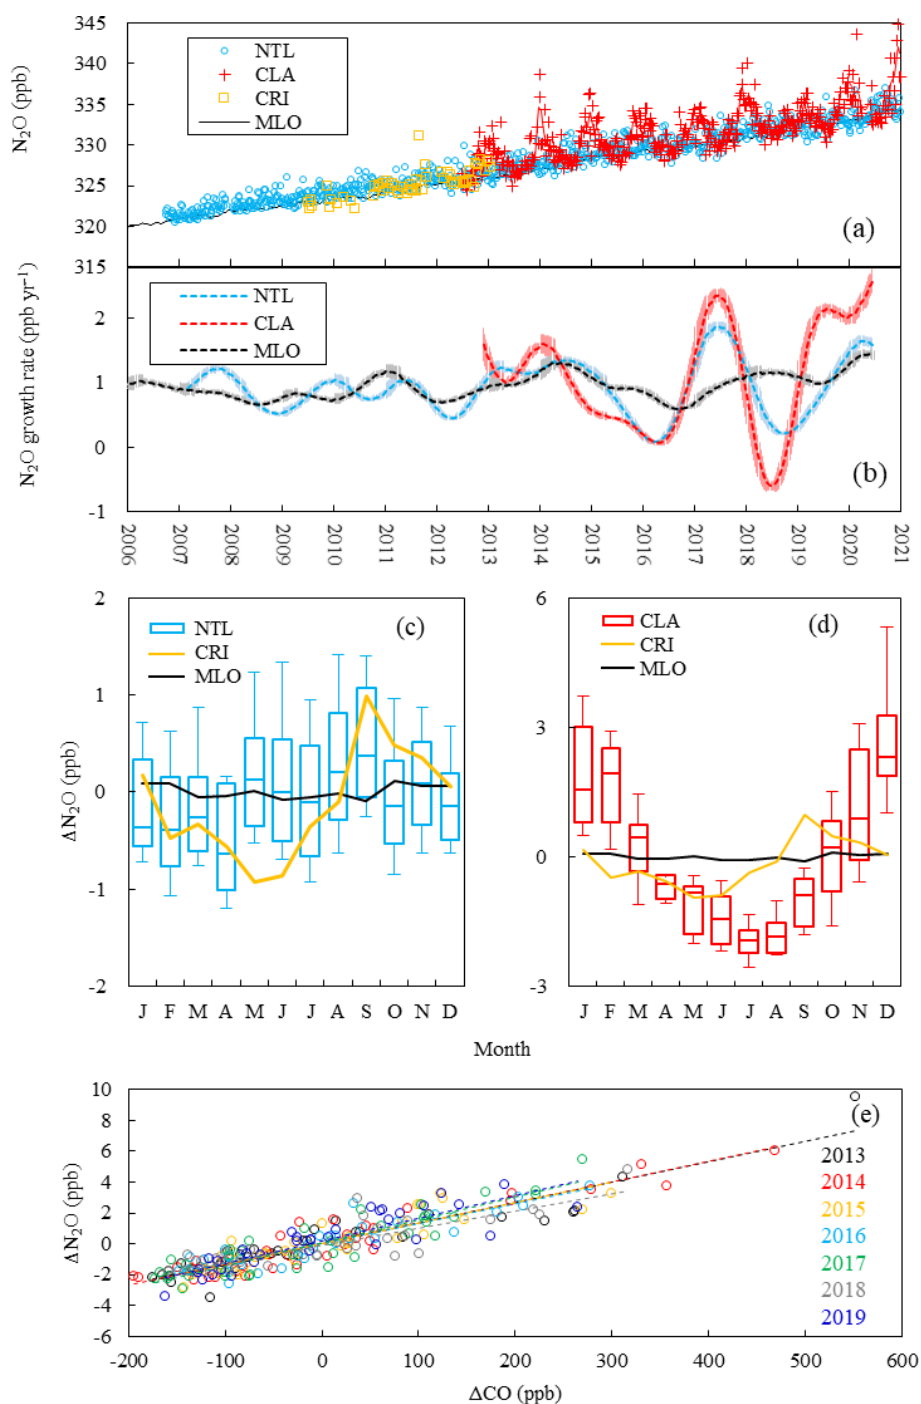 345
340
335
330
325
320
315
N₂O (ppb)
NTL
CLA
CRI
MLO
(a)
2
1
0
-1
N₂O growth rate (ppb yr⁻¹)
NTL
CLA
MLO
(b)
2006 2007 2008 2009 2010 2011 2012 2013 2014 2015 2016 2017 2018 2019 2020 2021
2
1
0
-1
-2
ΔN₂O (ppb)
NTL
CRI
MLO
(c)
J F M A M J J A S O N D
6
3
0
-3
CLA
CRI
MLO
(d)
J F M A M J J A S O N D
Month
10
8
6
4
2
0
-2
-4
-6
ΔN₂O (ppb)
(e)
2013
2014
2015
2016
2017
2018
2019
-200 -100 0 100 200 300 400 500 600
ΔCO (ppb)